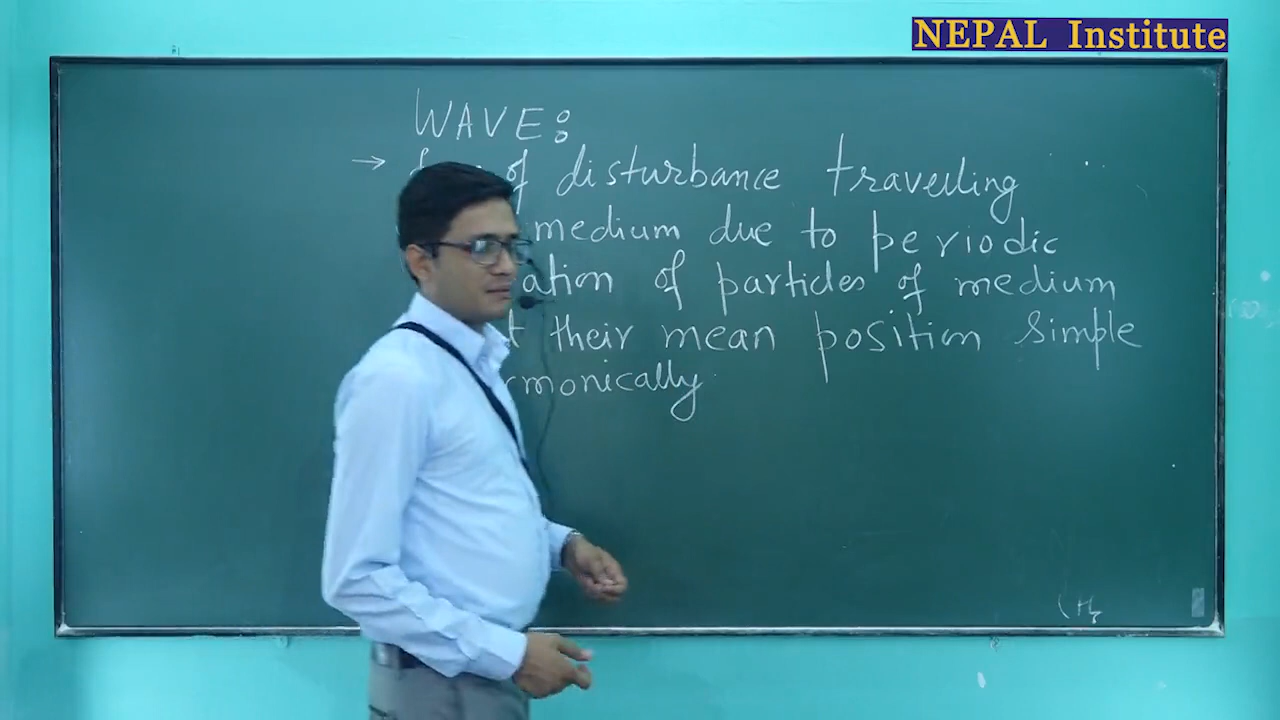 NEPAL Institute
WAVE:
→ of disturbance travelling
medium due to periodic
ation of particles of medium
t their mean position simple
rmonically